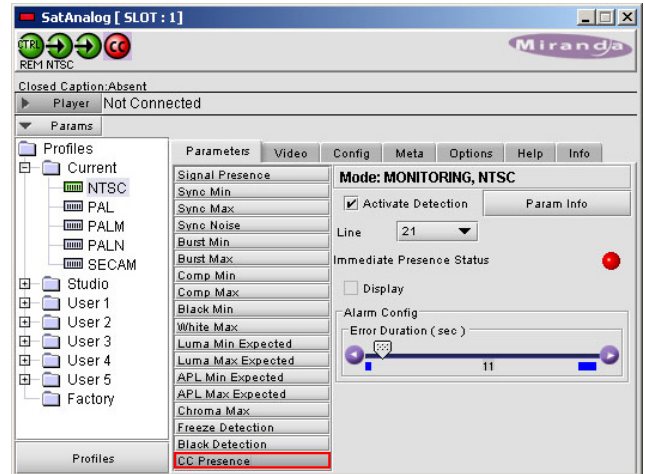 SatAnalog [ SLOT : 1]
CTRL CC
REM NTSC
Miranda
Closed Caption:Absent
Player Not Connected
Params
Profiles
Current
NTSC
PAL
PALM
PALN
SECAM
Studio
User 1
User 2
User 3
User 4
User 5
Factory
Profiles
Parameters Video Config Meta Options Help Info
Signal Presence
Sync Min
Sync Max
Sync Noise
Burst Min
Burst Max
Comp Min
Comp Max
Black Min
White Max
Luma Min Expected
Luma Max Expected
APL Min Expected
APL Max Expected
Chroma Max
Freeze Detection
Black Detection
CC Presence
Mode: MONITORING, NTSC
Activate Detection Param Info
Line 21
Immediate Presence Status
Display
Alarm Config
Error Duration ( sec )
11